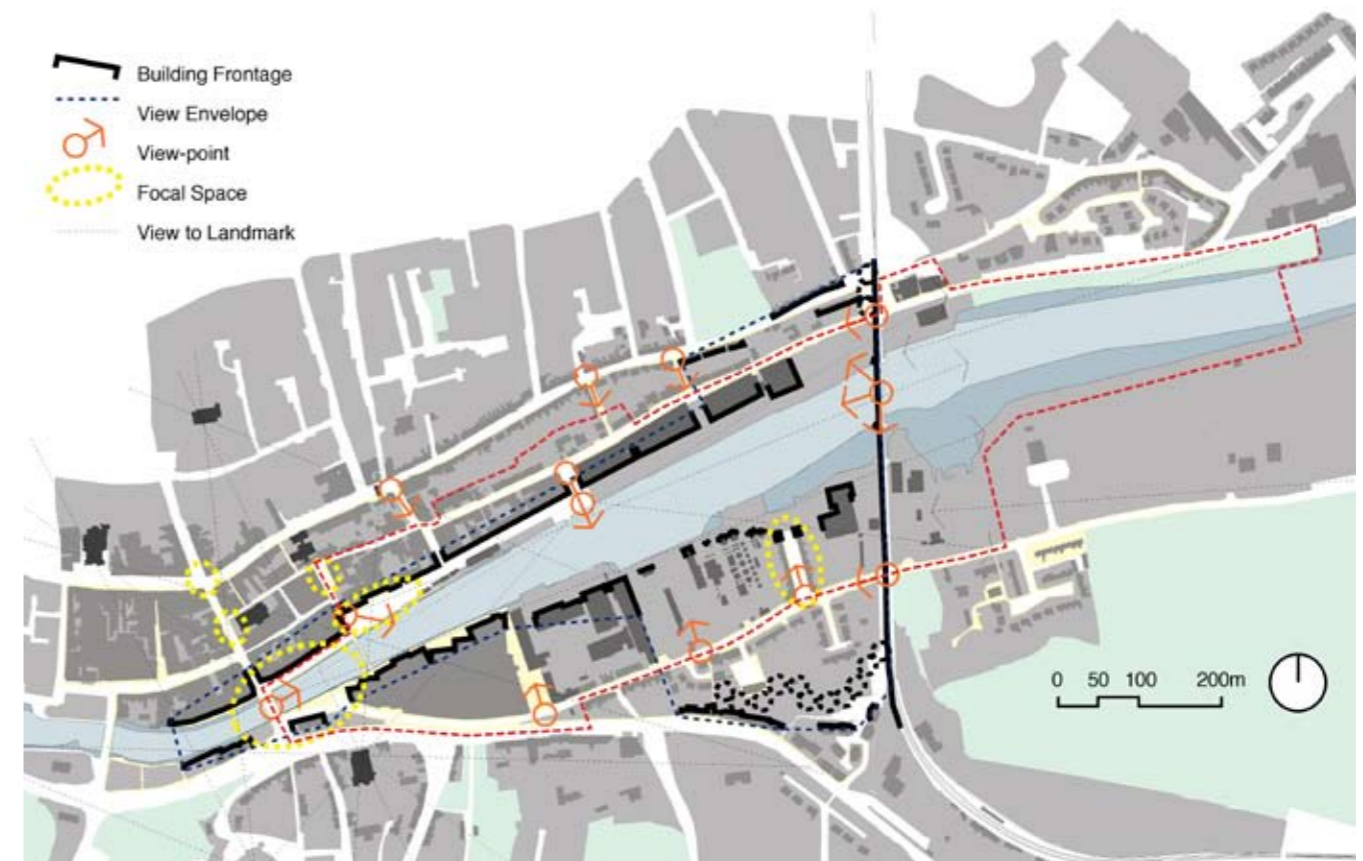 Building Frontage
View Envelope
View-point
Focal Space
View to Landmark
0 50 100 200m